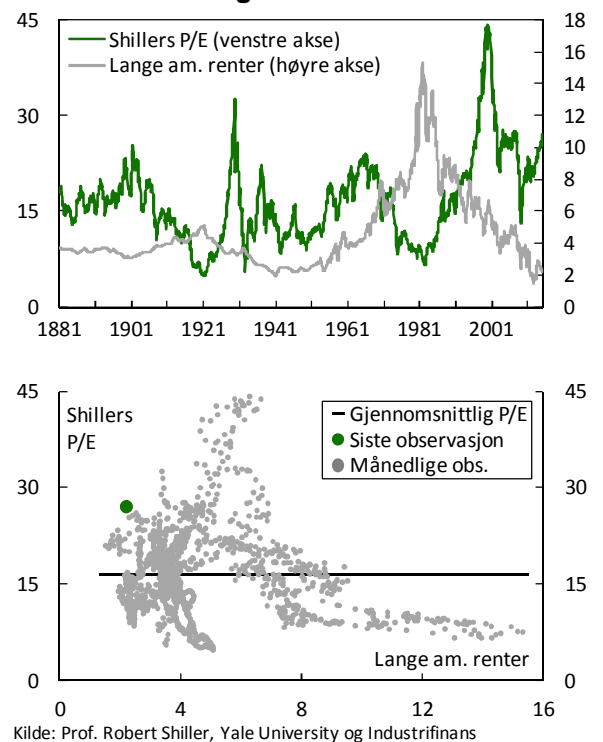 45
18
Shillers P/E (venstre akse)
16
Lange am. renter (høyre akse)
14
30
12
10
8
15
6
4
2
0
0
1881 1901 1921 1941 1961 1981 2001
45
45
Shillers
P/E
Gjennomsnittlig P/E
Siste observasjon
Månedlige obs.
30
30
15
15
Lange am. renter
0
0
0 4 8 12 16
Kilde: Prof. Robert Shiller, Yale University og Industrifinans